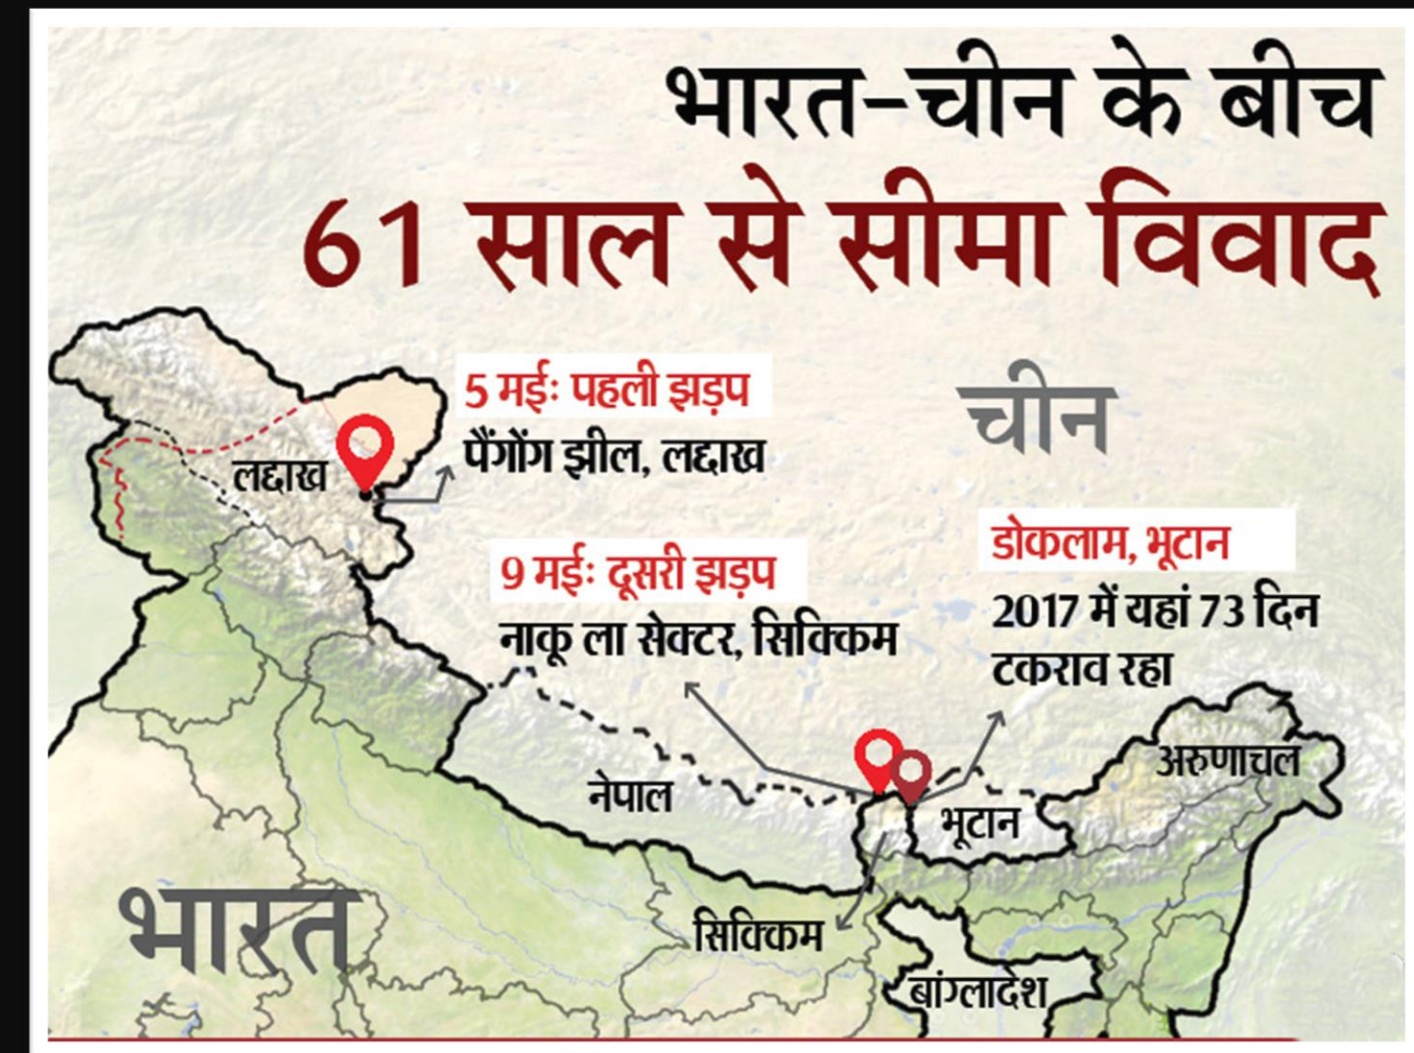 भारत-चीन के बीच
61 साल से सीमा विवाद
चीन
5 मईः पहली झड़प
पैंगोंग झील, लद्दाख
लद्दाख
9 मईः दूसरी झड़प
नाकू ला सेक्टर, सिक्किम
डोकलाम, भूटान
2017 में यहां 73 दिन
टकराव रहा
अरुणाचल
नेपाल
भूटान
भारत
सिक्किम
बांग्लादेश